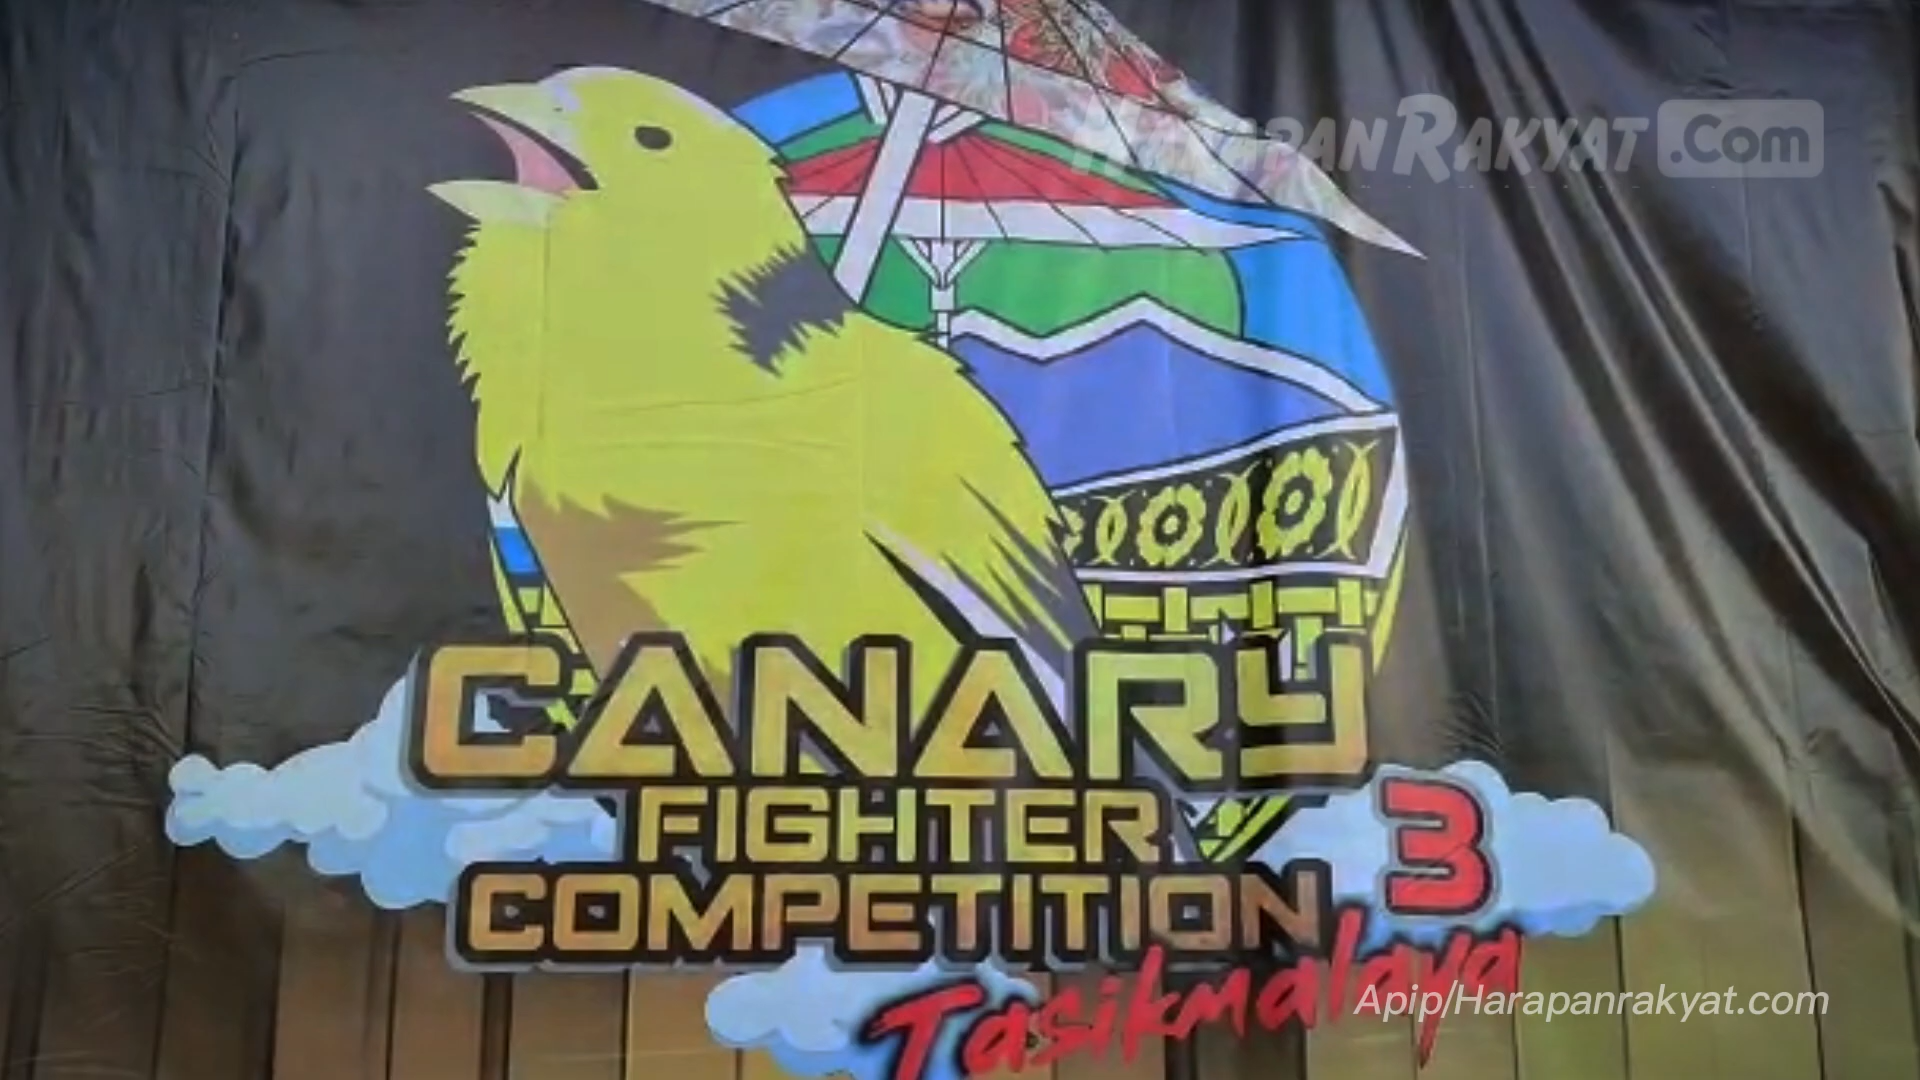 HARAPANRAKYAT.Com
CANARY
FIGHTER
COMPETITION 3
Tasikmalaya
Apip/Harapanrakyat.com